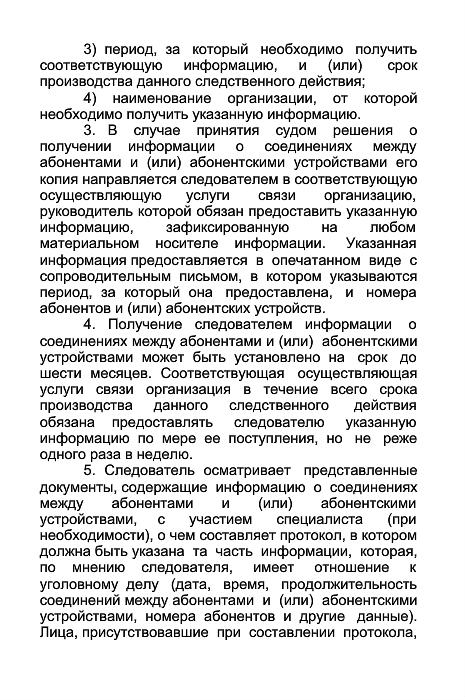 3) период, за который необходимо получить
соответствующую информацию, и (или) срок
производства данного следственного действия;
4) наименование организации, от которой
необходимо получить указанную информацию.
3. В случае принятия судом решения о
получении информации о соединениях между
абонентами и (или) абонентскими устройствами его
копия направляется следователем в соответствующую
осуществляющую услуги связи организацию,
руководитель которой обязан предоставить указанную
информацию, зафиксированную на любом
материальном носителе информации. Указанная
информация предоставляется в опечатанном виде с
сопроводительным письмом, в котором указываются
период, за который она предоставлена, и номера
абонентов и (или) абонентских устройств.
4. Получение следователем информации о
соединениях между абонентами и (или) абонентскими
устройствами может быть установлено на срок до
шести месяцев. Соответствующая осуществляющая
услуги связи организация в течение всего срока
производства данного следственного действия
обязана предоставлять следователю указанную
информацию по мере ее поступления, но не реже
одного раза в неделю.
5. Следователь осматривает представленные
документы, содержащие информацию о соединениях
между абонентами и (или) абонентскими
устройствами, с участием специалиста (при
необходимости), о чем составляет протокол, в котором
должна быть указана та часть информации, которая,
по мнению следователя, имеет отношение к
уголовному делу (дата, время, продолжительность
соединений между абонентами и (или) абонентскими
устройствами, номера абонентов и другие данные).
Лица, присутствовавшие при составлении протокола,